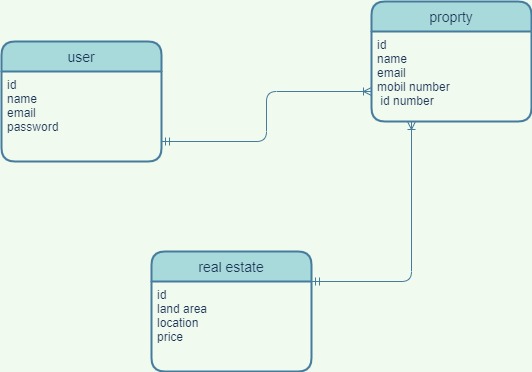 user
id
name
email
password
proprty
id
name
email
mobil number
id number
real estate
id
land area
location
price